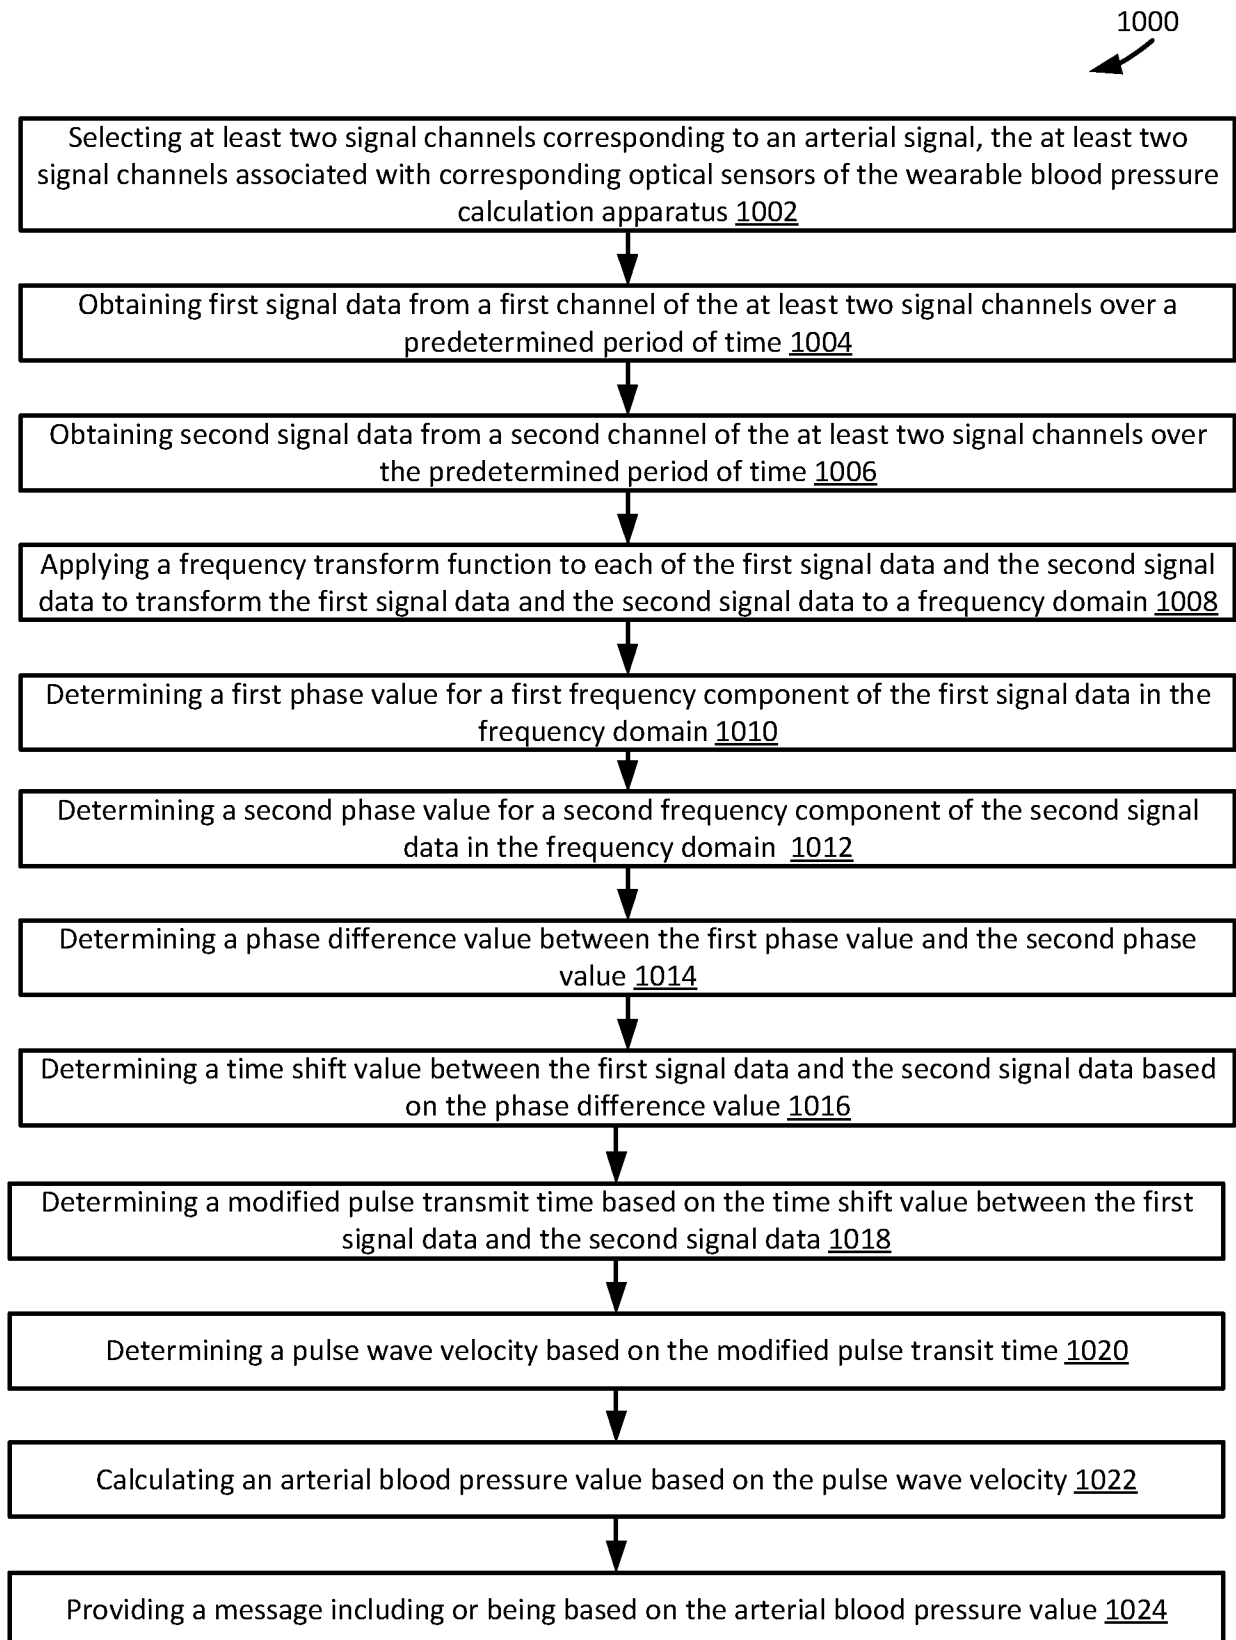 1000
Selecting at least two signal channels corresponding to an arterial signal, the at least two
signal channels associated with corresponding optical sensors of the wearable blood pressure
calculation apparatus 1002
Obtaining first signal data from a first channel of the at least two signal channels over a
predetermined period of time 1004
Obtaining second signal data from a second channel of the at least two signal channels over
the predetermined period of time 1006
Applying a frequency transform function to each of the first signal data and the second signal
data to transform the first signal data and the second signal data to a frequency domain 1008
Determining a first phase value for a first frequency component of the first signal data in the
frequency domain 1010
Determining a second phase value for a second frequency component of the second signal
data in the frequency domain 1012
Determining a phase difference value between the first phase value and the second phase
value 1014
Determining a time shift value between the first signal data and the second signal data based
on the phase difference value 1016
Determining a modified pulse transmit time based on the time shift value between the first
signal data and the second signal data 1018
Determining a pulse wave velocity based on the modified pulse transit time 1020
Calculating an arterial blood pressure value based on the pulse wave velocity 1022
Providing a message including or being based on the arterial blood pressure value 1024